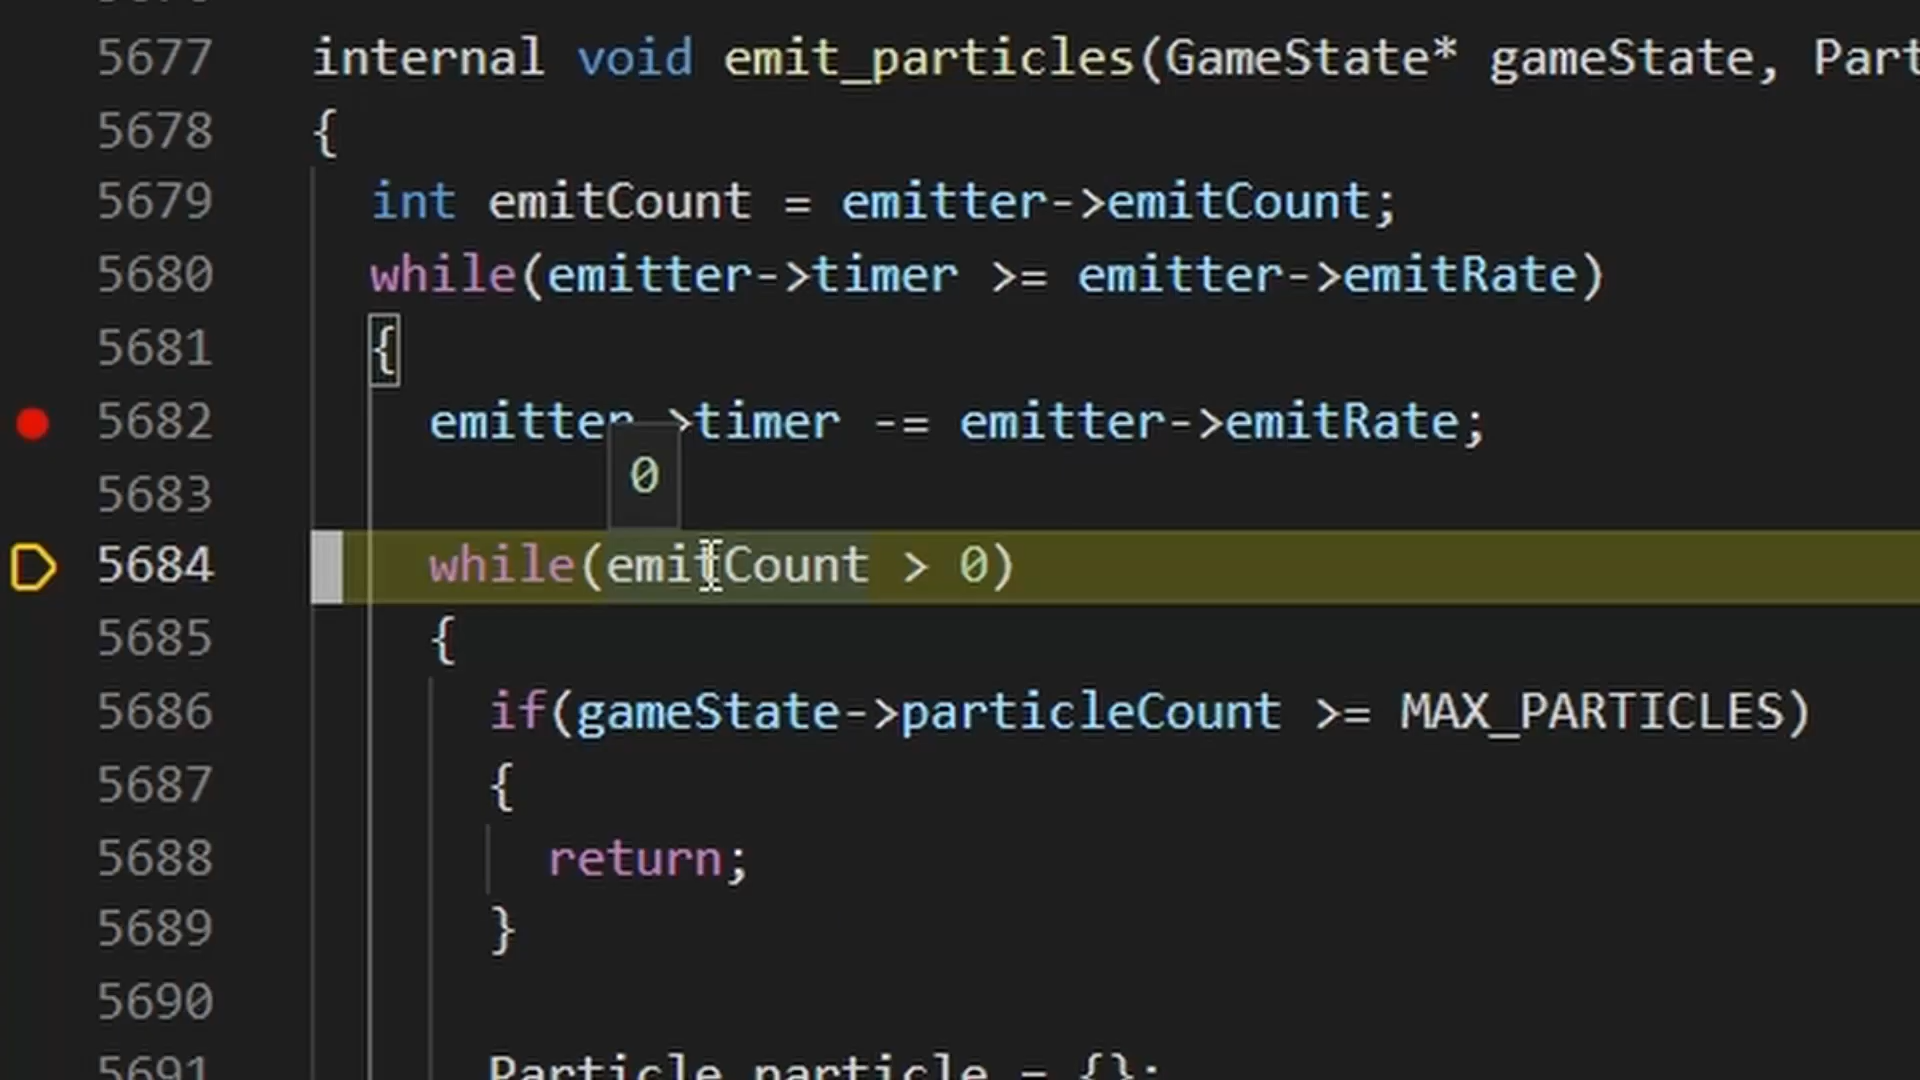 5677 internal void emit_particles(GameState* gameState, Part
5678 {
5679 int emitCount = emitter->emitCount;
5680 while(emitter->timer >= emitter->emitRate)
5681 {
5682 emitter->timer -= emitter->emitRate;
0
5683
5684 while(emitCount > 0)
5685 {
5686 if(gameState->particleCount >= MAX_PARTICLES)
5687 {
5688 return;
5689 }
5690
5691 Particle particle = {};